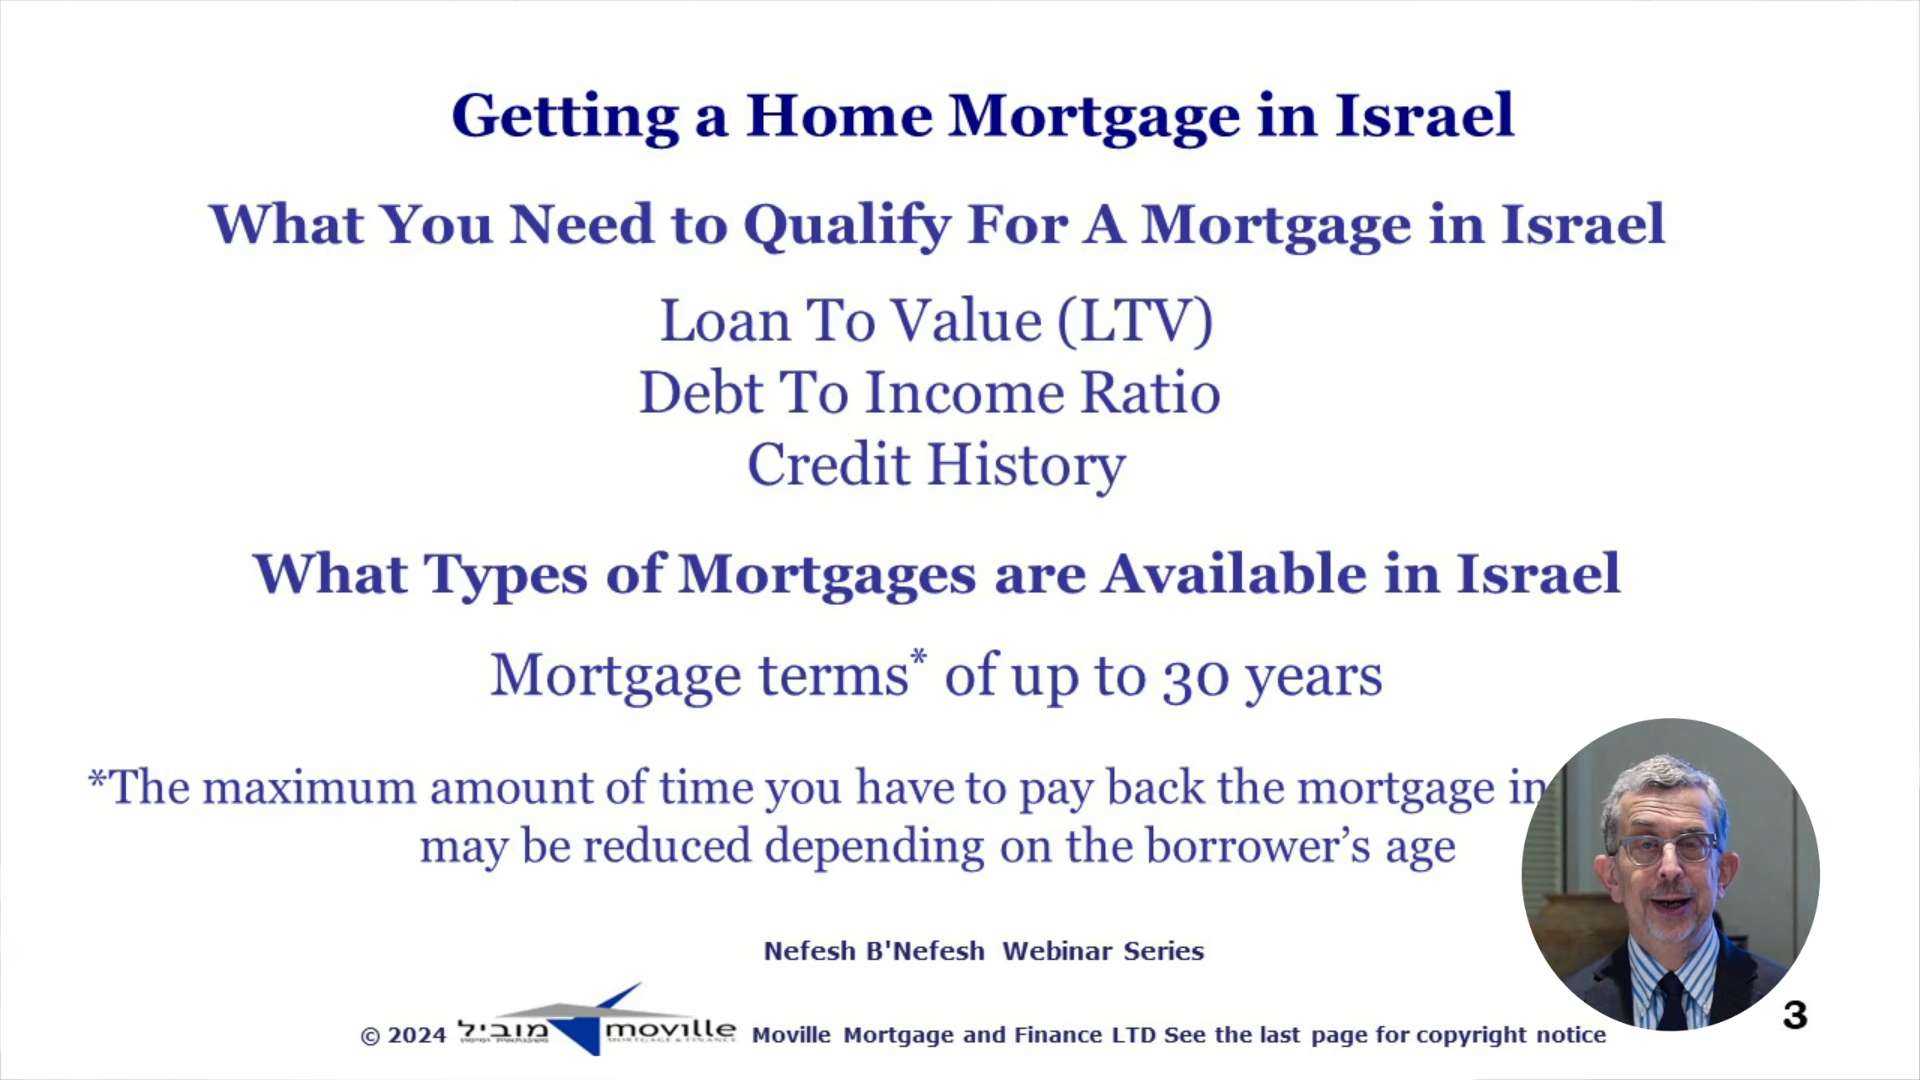 Getting a Home Mortgage in Israel
What You Need to Qualify For A Mortgage in Israel
Loan To Value (LTV)
Debt To Income Ratio
Credit History
What Types of Mortgages are Available in Israel
Mortgage terms* of up to 30 years
*The maximum amount of time you have to pay back the mortgage in
may be reduced depending on the borrower’s age
Nefesh B'Nefesh Webinar Series
© 2024 מוביל moville Moville Mortgage and Finance LTD See the last page for copyright notice
MORTGAGE & FINANCE
3